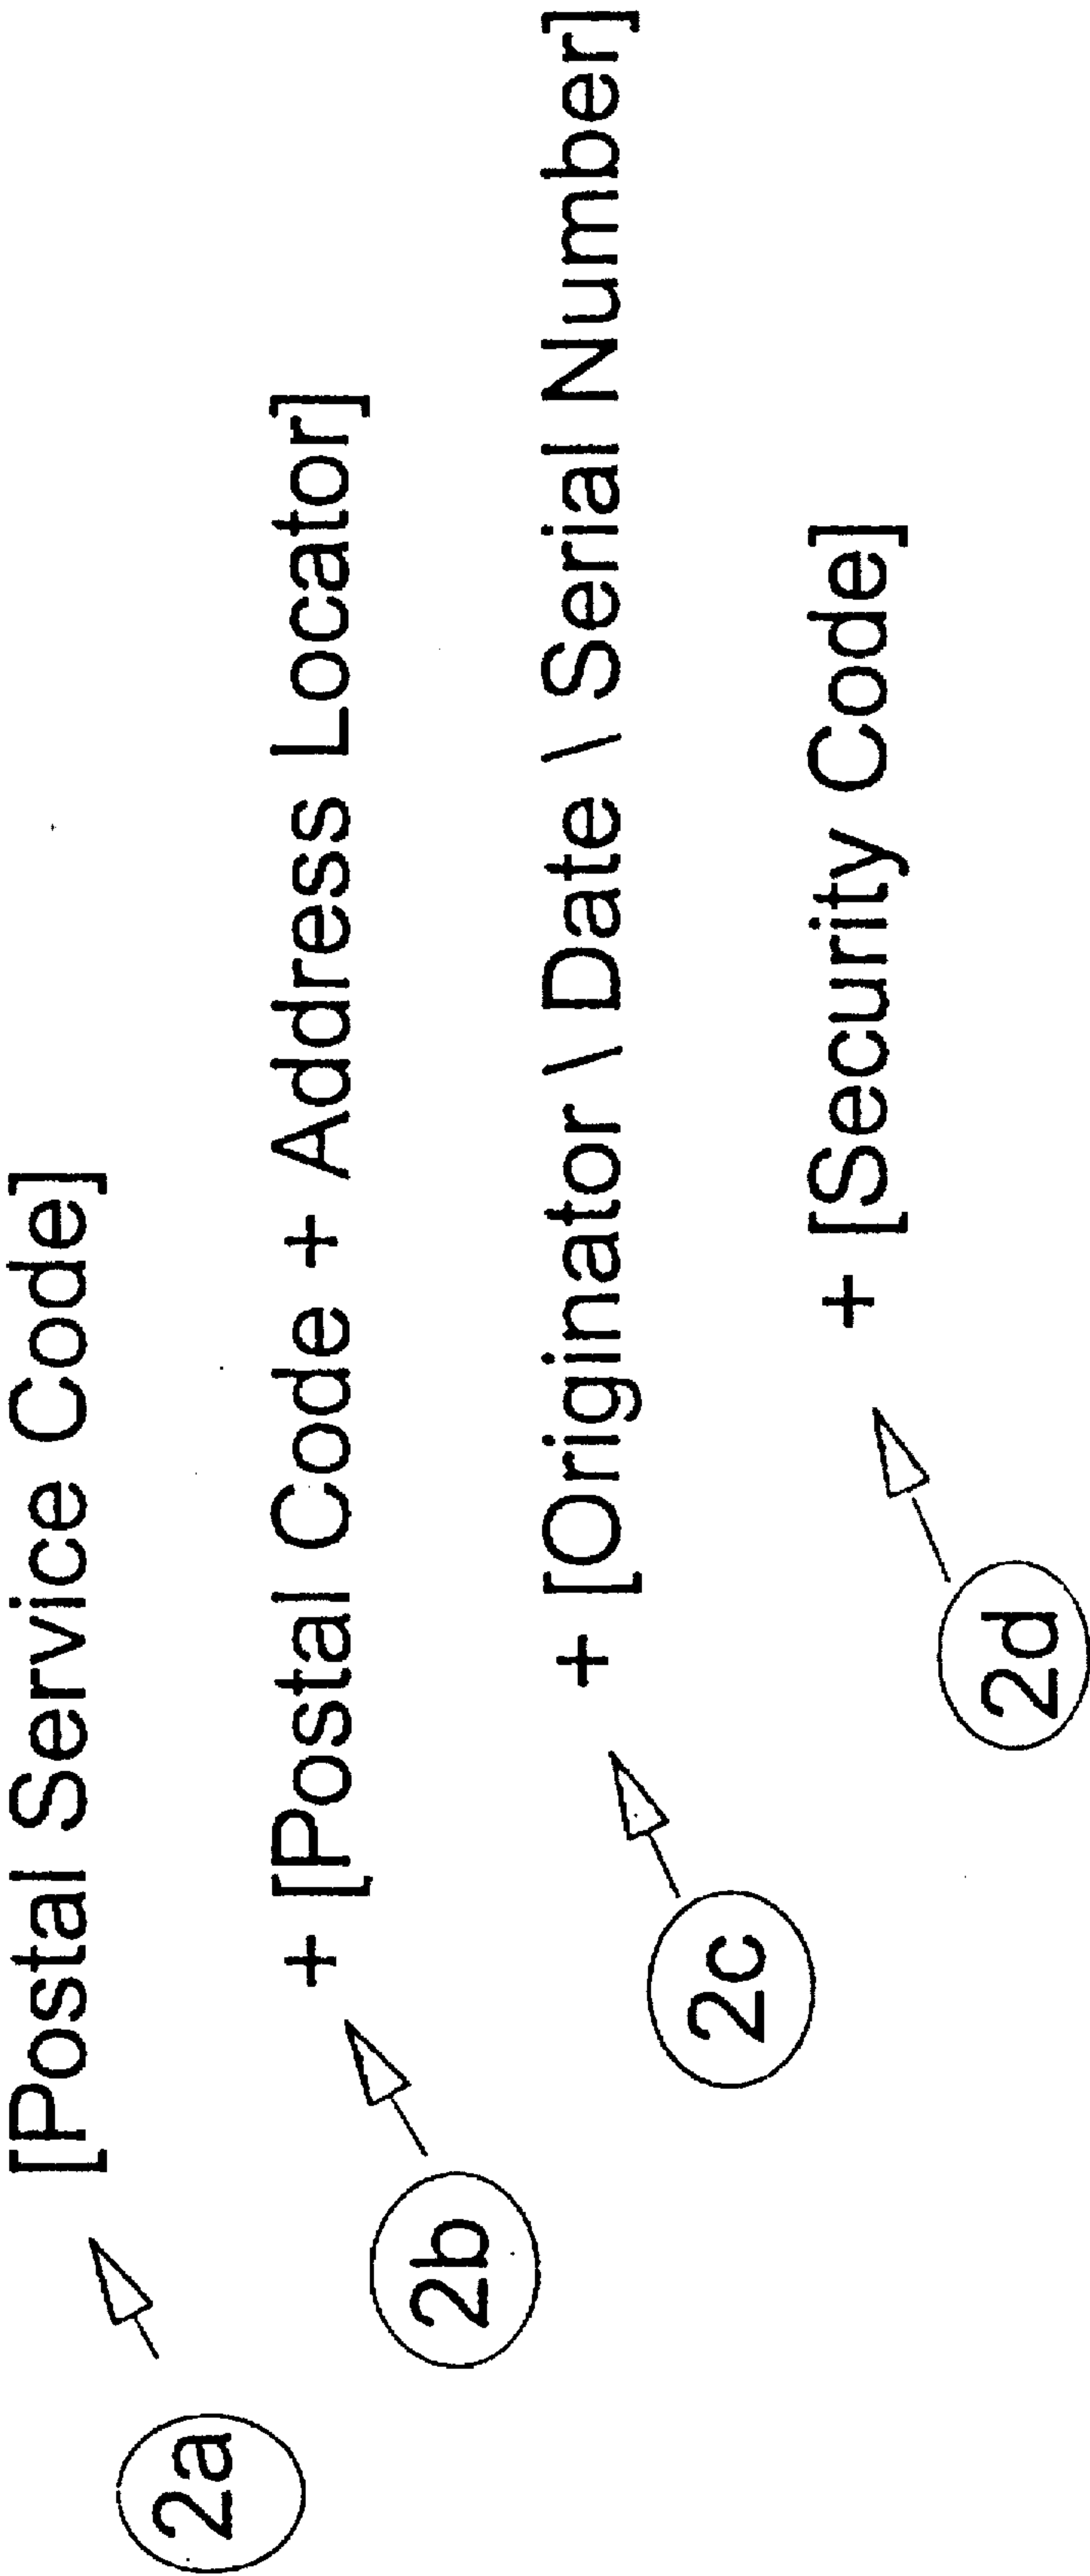 [Postal Service Code]
2a
+ [Postal Code + Address Locator]
2b
+ [Originator \ Date \ Serial Number]
2c
+ [Security Code]
2d